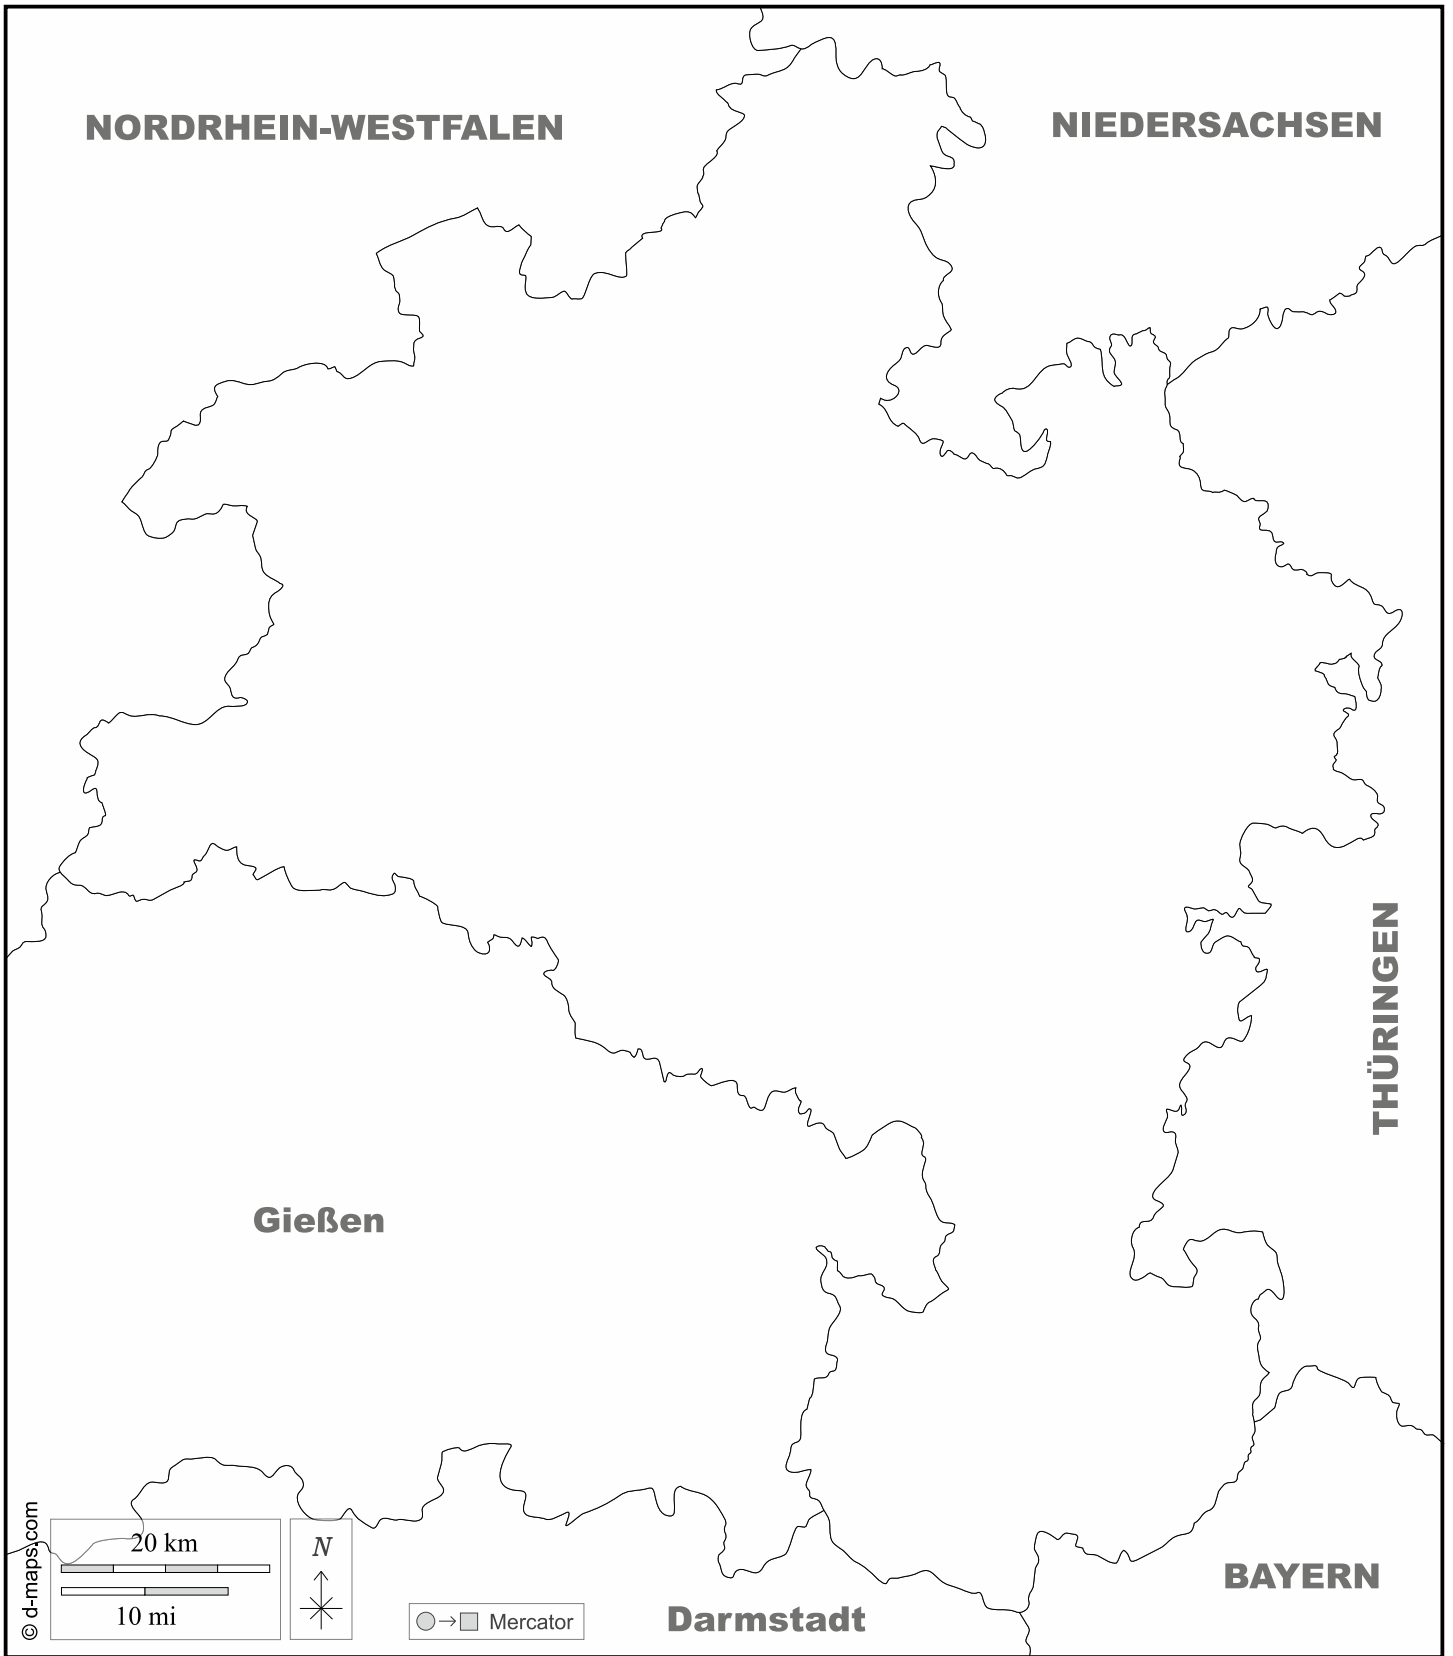 NORDRHEIN-WESTFALEN
NIEDERSACHSEN
THÜRINGEN
Gießen
© d-maps.com
20 km
10 mi
N
Mercator
Darmstadt
BAYERN